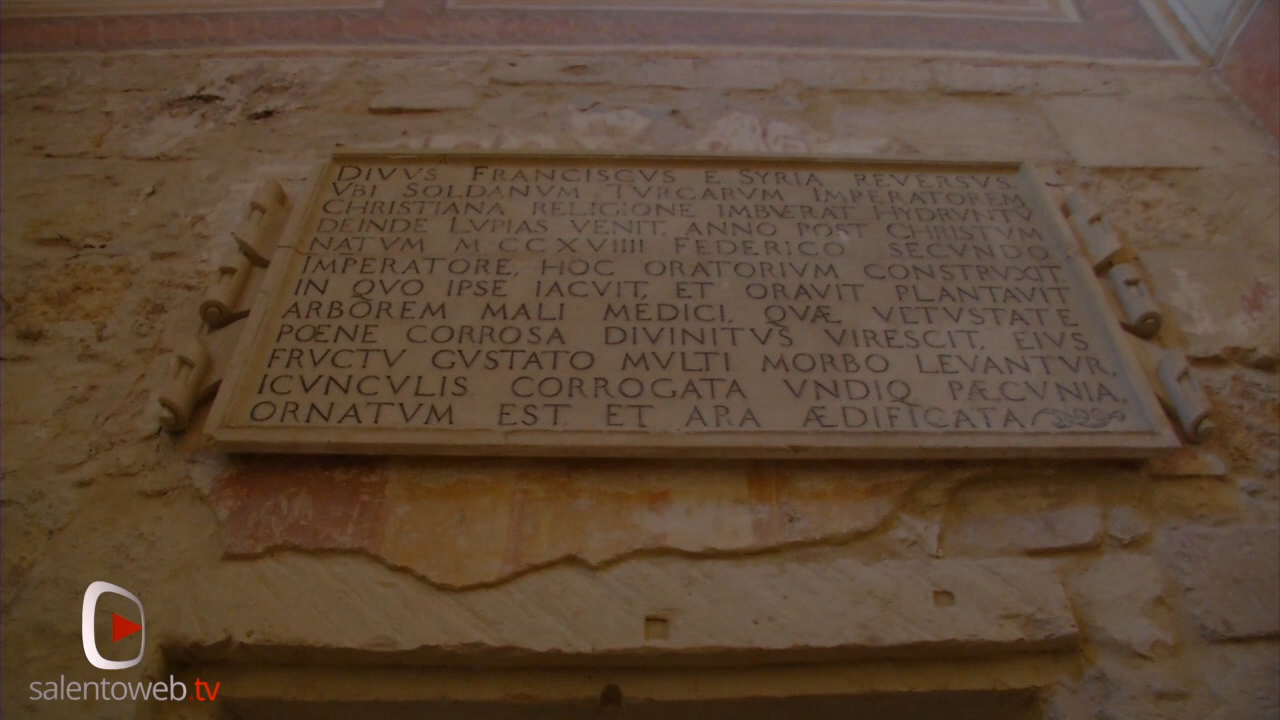 DIVVS FRANCISCVS E SYRIA REVERSVS
VBI SOLDANVM TVRCARVM IMPERATOREM
CHRISTIANA RELIGIONE IMBVERAT HYDRVNTV̄
DEINDE LVPIAS VENIT. ANNO POST CHRISTVM
NATVM M CCXVIIII FEDERICO SECVNDO
IMPERATORE, HOC ORATORIVM CONSTRVXIT.
IN QVO IPSE IACVIT, ET ORAVIT PLANTAVIT
ARBOREM MALI MEDICI, QVÆ VETVSTATE
POENE CORROSA DIVINITVS VIRESCIT, EIVS
FRVCTV GVSTATO MVLTI MORBO LEVANTVR,
ICVNCVLIS CORROGATA VNDIQ PÆCVNIA,
ORNATVM EST ET ARA ÆDIFICATA
salentoweb.tv